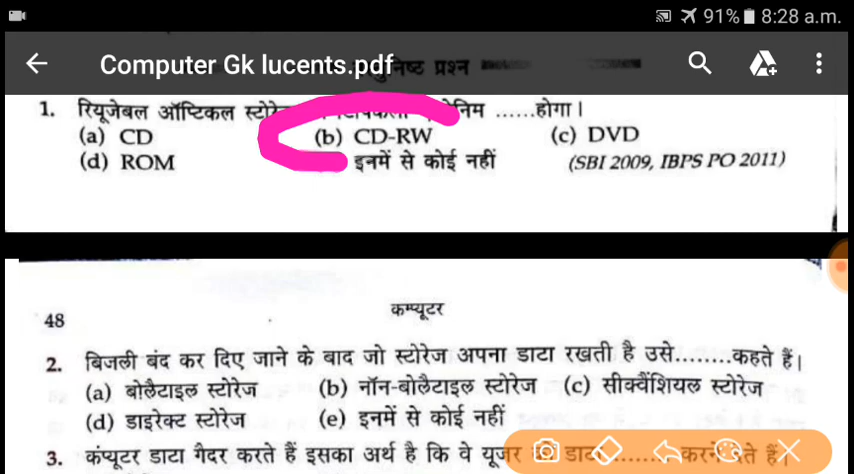 91% 8:28 a.m.
Computer Gk lucents.pdf
प्रश्न
1. रियूजेबल ऑप्टिकल ......होगा।
(a) CD (b) CD-RW (c) DVD
(d) ROM इनमें से कोई नहीं (SBI 2009, IBPS PO 2011)
48 कम्प्यूटर
2. बिजली बंद कर दिए जाने के बाद जो स्टोरेज अपना डाटा रखती है उसे........कहते हैं।
(a) बोलैटाइल स्टोरेज (b) नॉन-बोलैटाइल स्टोरेज (c) सीक्वैंशियल स्टोरेज
(d) डाइरेक्ट स्टोरेज (e) इनमें से कोई नहीं
3. कंप्यूटर डाटा गैदर करते हैं इसका अर्थ है कि वे यूजर